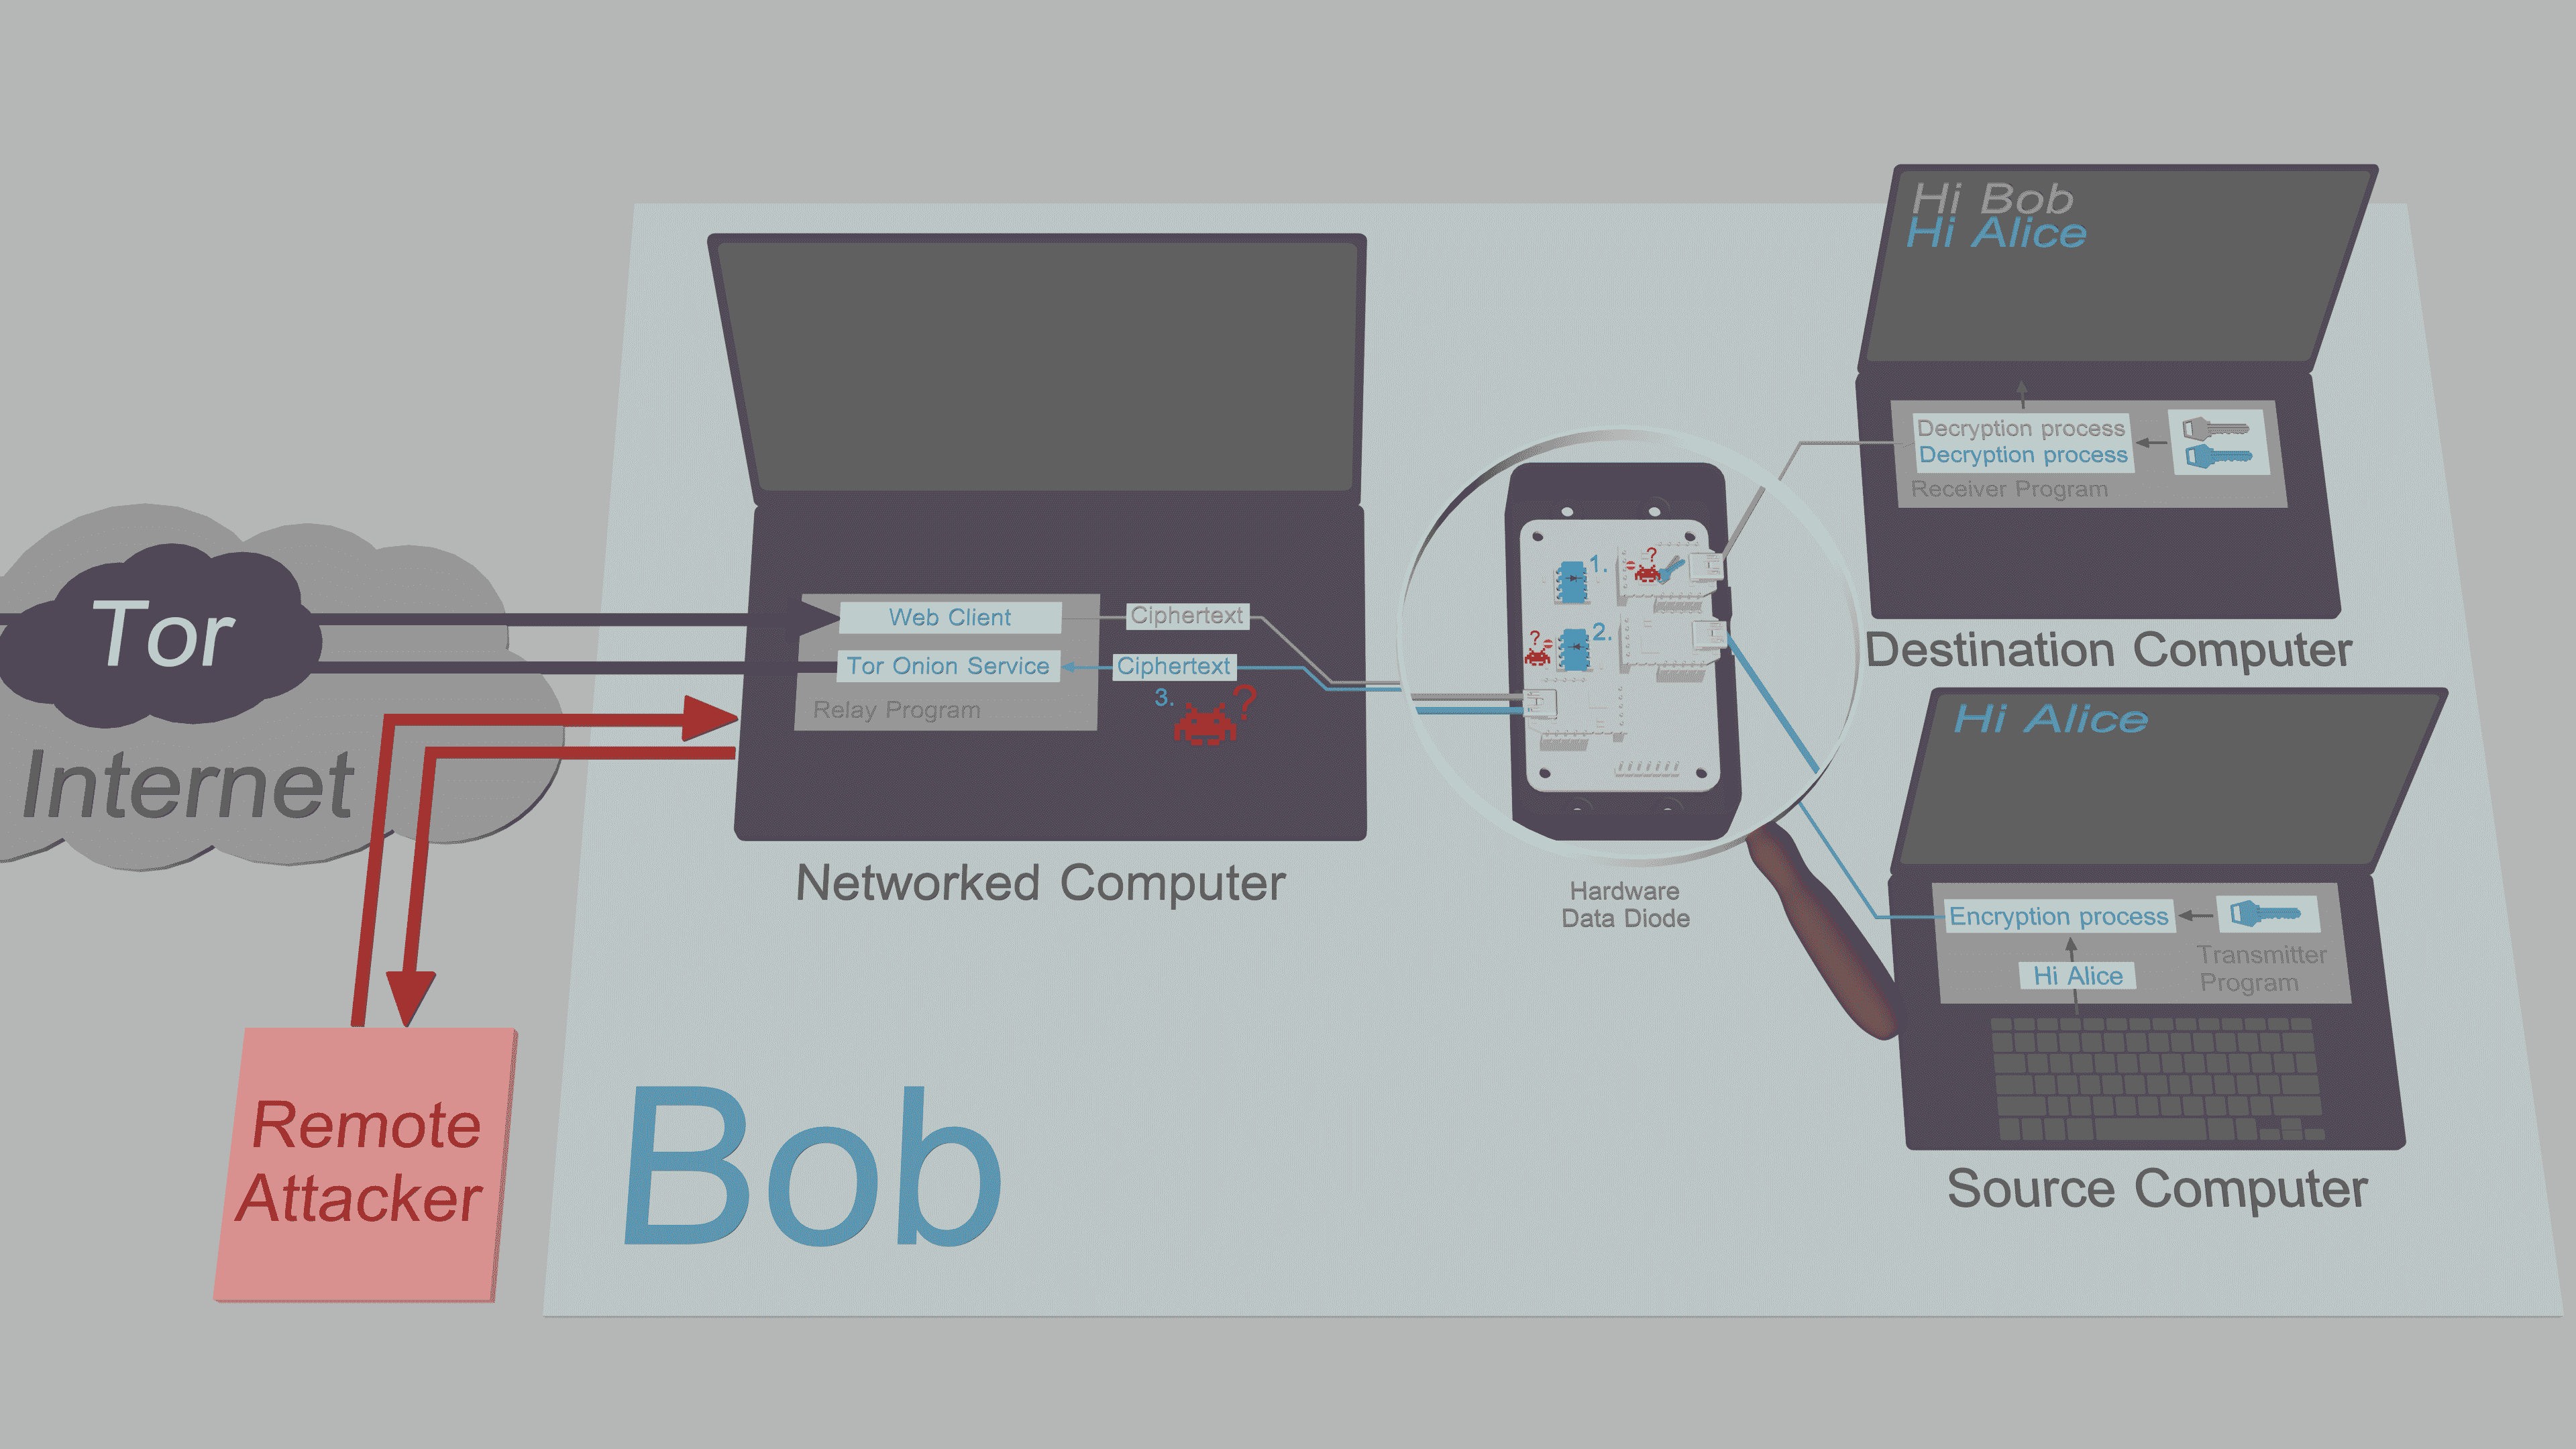 Tor
Internet
Remote
Attacker
Web Client
Ciphertext
Tor Onion Service
Ciphertext
Relay Program
3.
?
Networked Computer
Bob
1.
?
2.
?
Hardware
Data Diode
Hi Bob
Hi Alice
Decryption process
Decryption process
Receiver Program
Destination Computer
Hi Alice
Encryption process
Transmitter
Program
Hi Alice
Source Computer